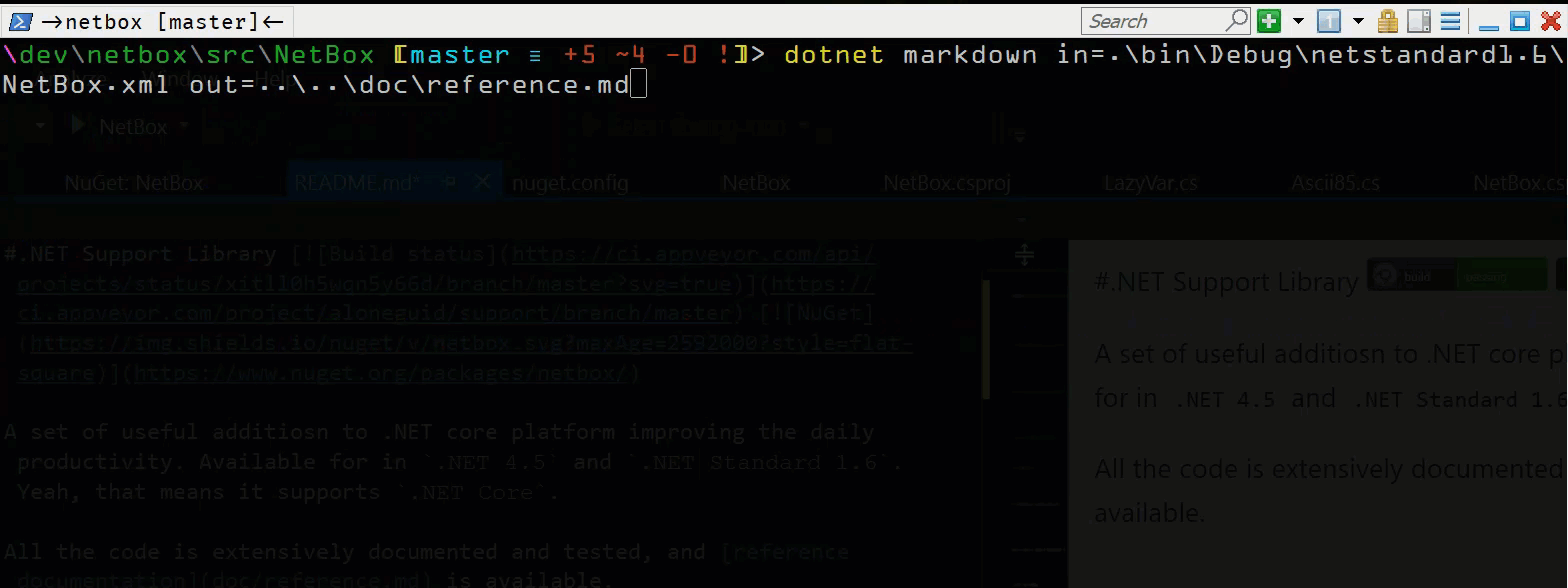 →netbox [master]← Search 1
\dev\netbox\src\NetBox [master ≡ +5 ~4 -0 !]> dotnet markdown in=.\bin\Debug\netstandard1.6\
NetBox.xml out=..\..\doc\reference.md
Window Help
NetBox
NuGet: NetBox README.md* nuget.config NetBox NetBox.csproj LazyVar.cs Ascii85.cs NetBox.cs
#.NET Support Library [![Build status](https://ci.appveyor.com/api/
projects/status/xitll0h5wqn5y66d/branch/master?svg=true)](https://
ci.appveyor.com/project/aloneguid/support/branch/master) [![NuGet]
(https://img.shields.io/nuget/v/netbox.svg?maxAge=2592000?style=flat-
square)](https://www.nuget.org/packages/netbox/)
A set of useful additiosn to .NET core platform improving the daily
productivity. Available for in `.NET 4.5` and `.NET Standard 1.6`.
Yeah, that means it supports `.NET Core`.
All the code is extensively documented and tested, and [reference
documentation](doc/reference.md) is available.
#.NET Support Library build passing
A set of useful additiosn to .NET core p
for in .NET 4.5 and .NET Standard 1.6
All the code is extensively documented
available.